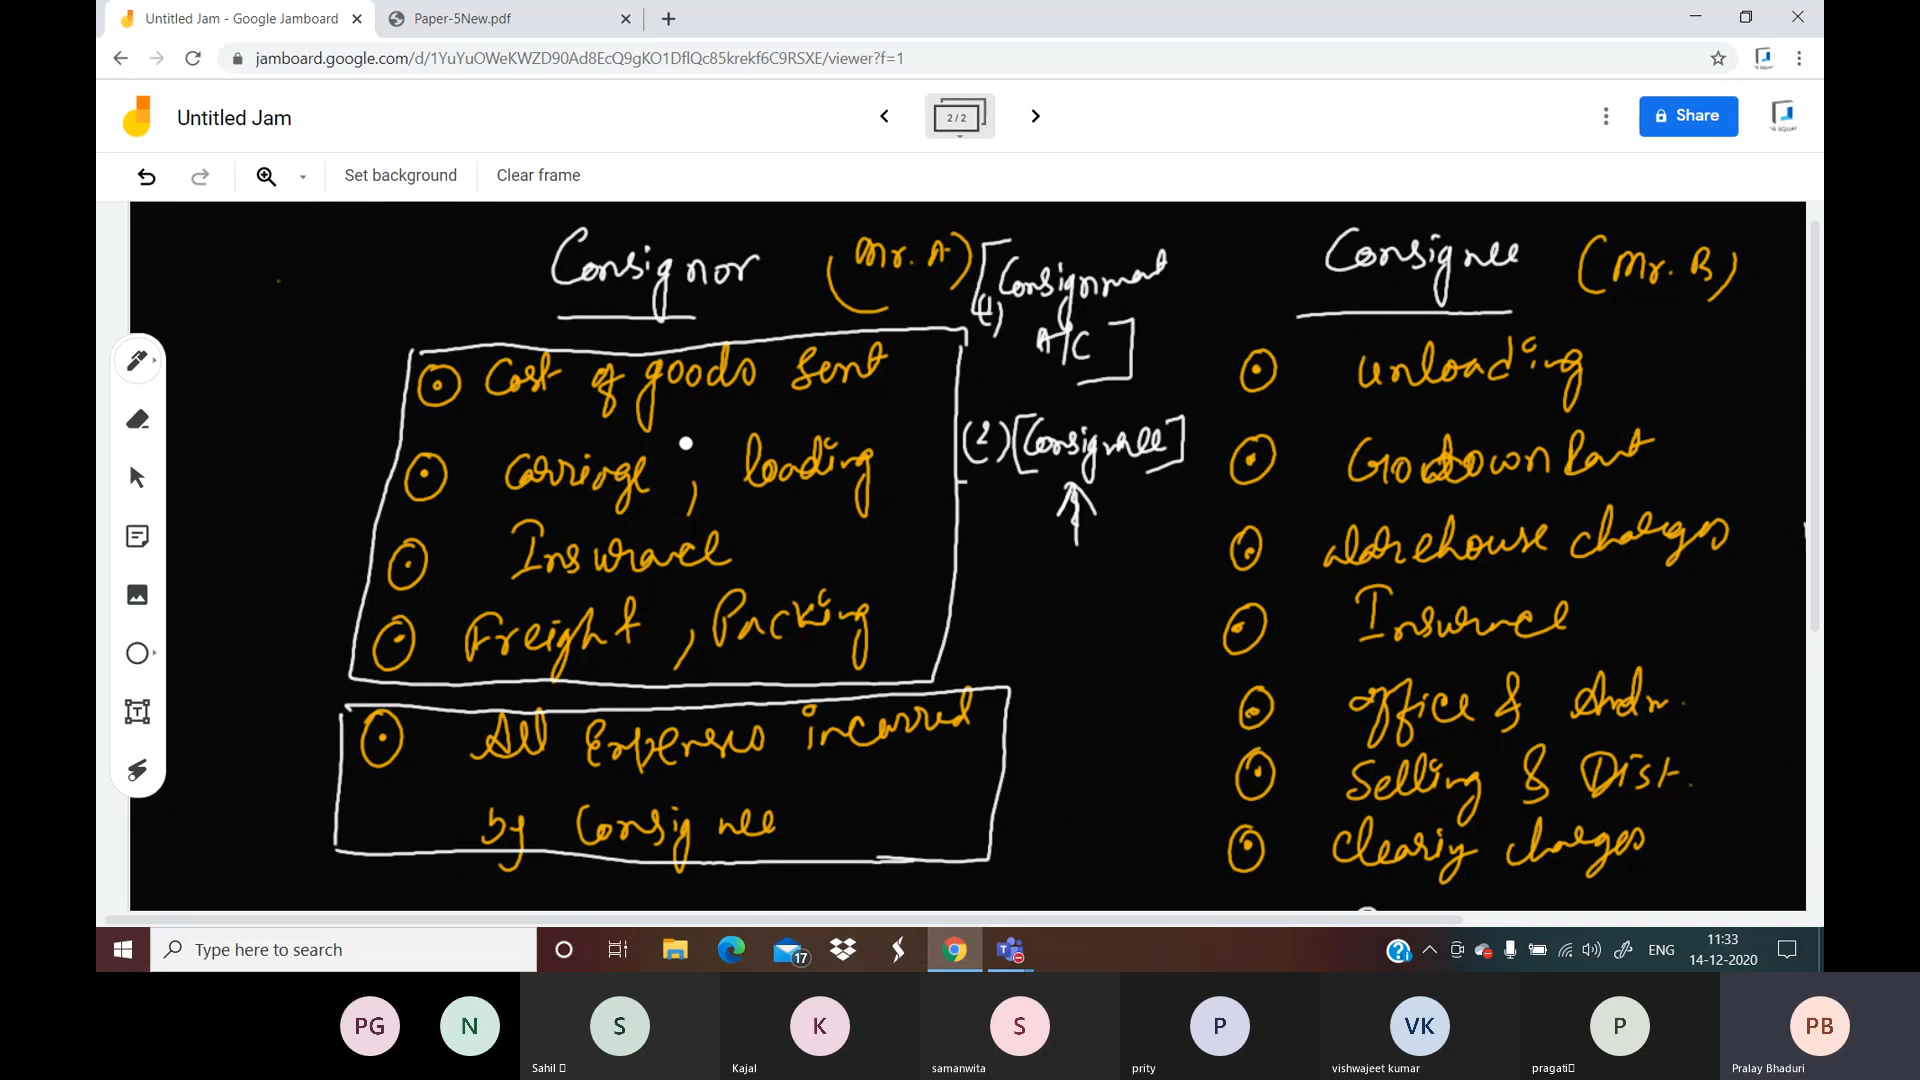 Untitled Jam - Google Jamboard
Paper-5New.pdf
jamboard.google.com/d/1YuYuOWeKWZD90Ad8EcQ9gKO1DflQc85krekf6C9RSXE/viewer?f=1
Untitled Jam
2 / 2
Share
Set background
Clear frame
Consignor (Mr. A)
1) [Consignment
A/C]
(2) [Consignee]
Cost of goods sent
Carriage, loading
Insurance
Freight, Packing
All Expenses incurred
by Consignee
Consignee (Mr. B)
Unloading
Godown Rent
Warehouse charges
Insurance
Office & Adm.
Selling & Dist.
Clearing charges
Type here to search
17
ENG
11:33
14-12-2020
PG
N
S
K
S
P
VK
P
PB
Sahil
Kajal
samanwita
prity
vishwajeet kumar
pragati
Pralay Bhaduri